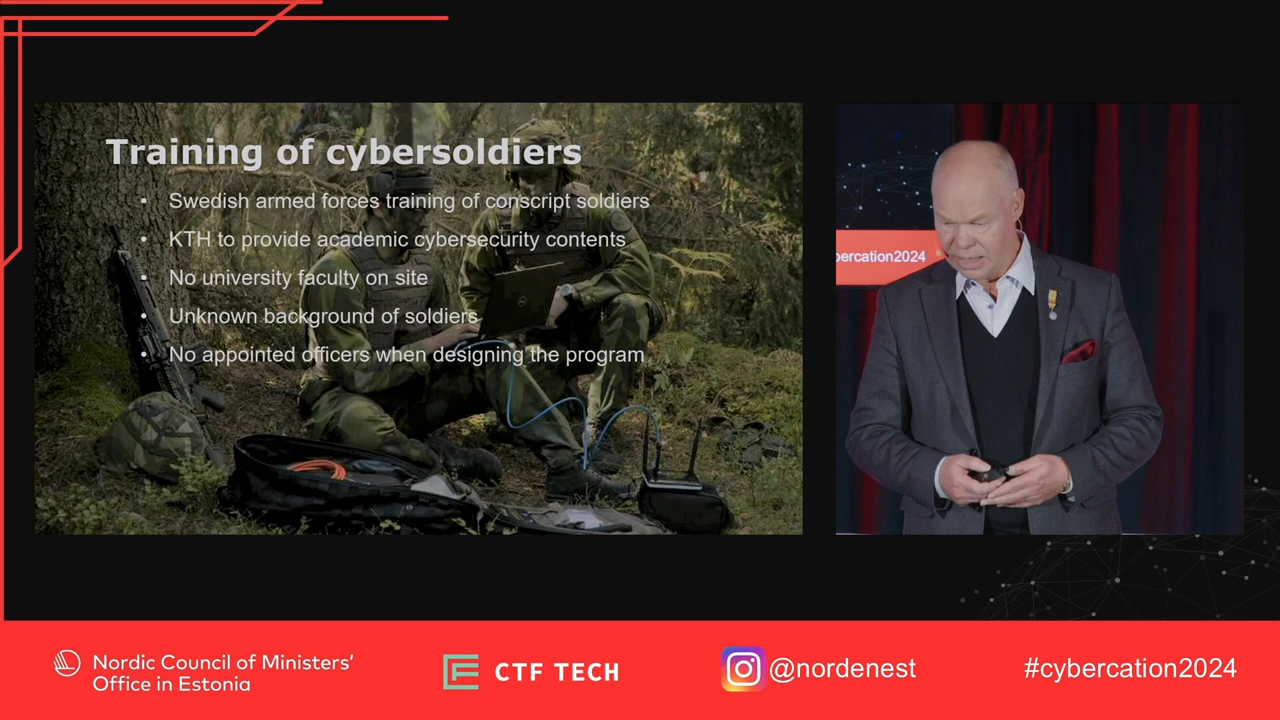 Training of cybersoldiers
• Swedish armed forces training of conscript soldiers
• KTH to provide academic cybersecurity contents
• No university faculty on site
• Unknown background of soldiers
• No appointed officers when designing the program
bercation2024
Nordic Council of Ministers'
Office in Estonia
CTF TECH
@nordenest
#cybercation2024